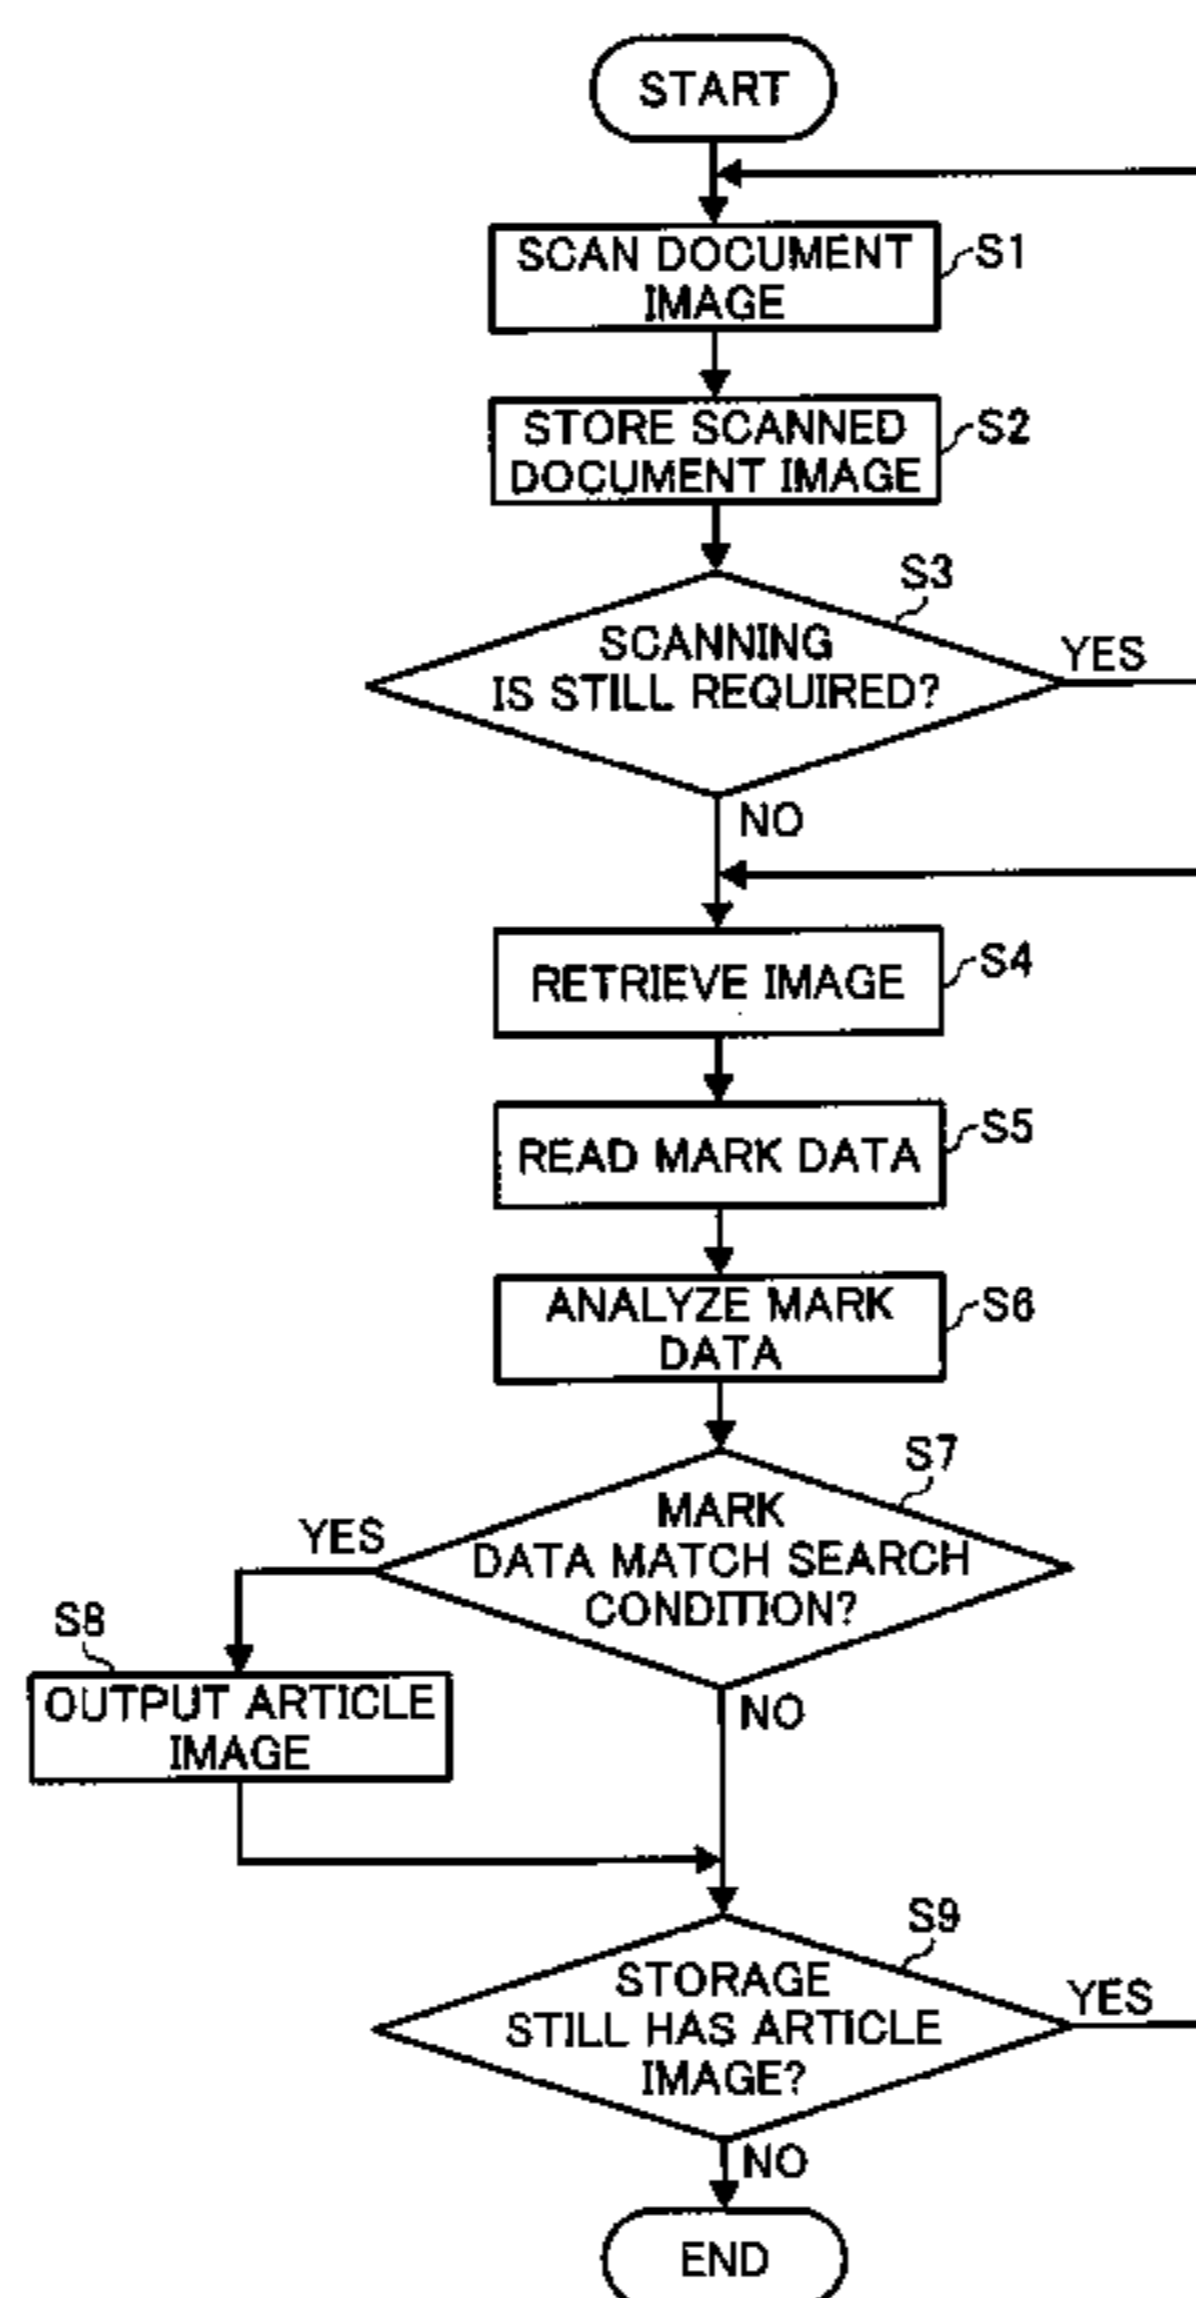 START
SCAN DOCUMENT
IMAGE
S1
STORE SCANNED
DOCUMENT IMAGE
S2
S3
SCANNING
IS STILL REQUIRED?
YES
NO
RETRIEVE IMAGE
S4
READ MARK DATA
S5
ANALYZE MARK
DATA
S6
S7
MARK
DATA MATCH SEARCH
CONDITION?
YES
NO
S8
OUTPUT ARTICLE
IMAGE
S9
STORAGE
STILL HAS ARTICLE
IMAGE?
YES
NO
END